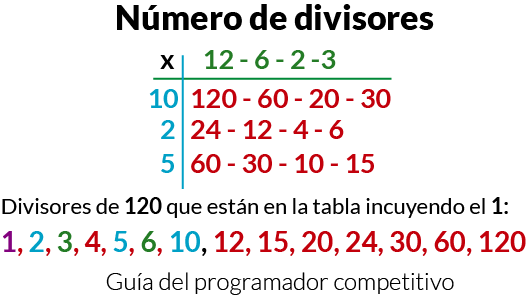 Número de divisores
x 12 - 6 - 2 -3
10 120 - 60 - 20 - 30
2 24 - 12 - 4 - 6
5 60 - 30 - 10 - 15
Divisores de 120 que están en la tabla incuyendo el 1:
1, 2, 3, 4, 5, 6, 10, 12, 15, 20, 24, 30, 60, 120
Guía del programador competitivo